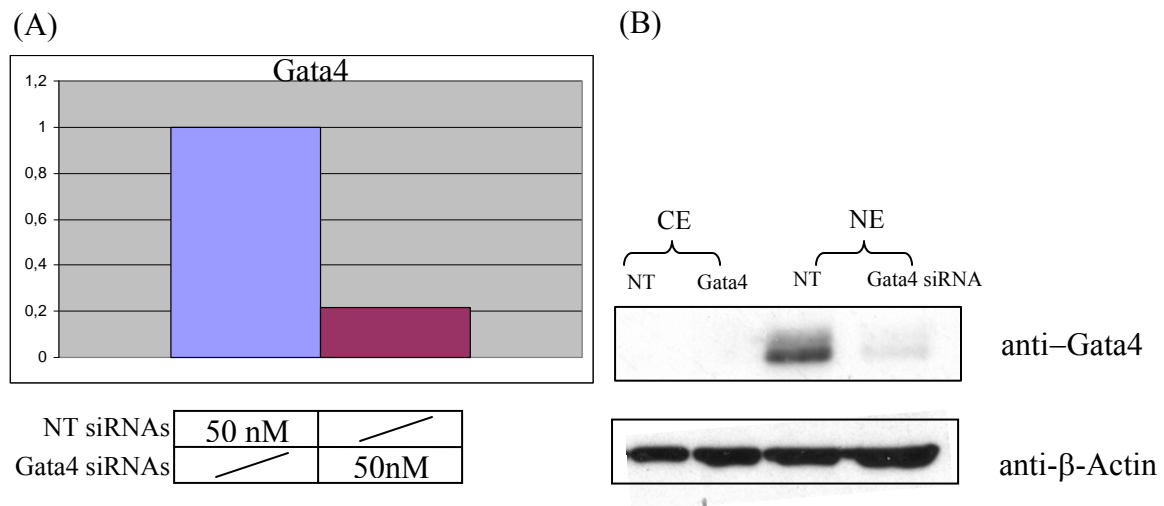 (A)
Gata4
1,2
1
0,8
0,6
0,4
0,2
0
NT siRNAs 50 nM
Gata4 siRNAs 50nM
(B)
CE NE
NT Gata4 NT Gata4 siRNA
anti–Gata4
anti-β-Actin